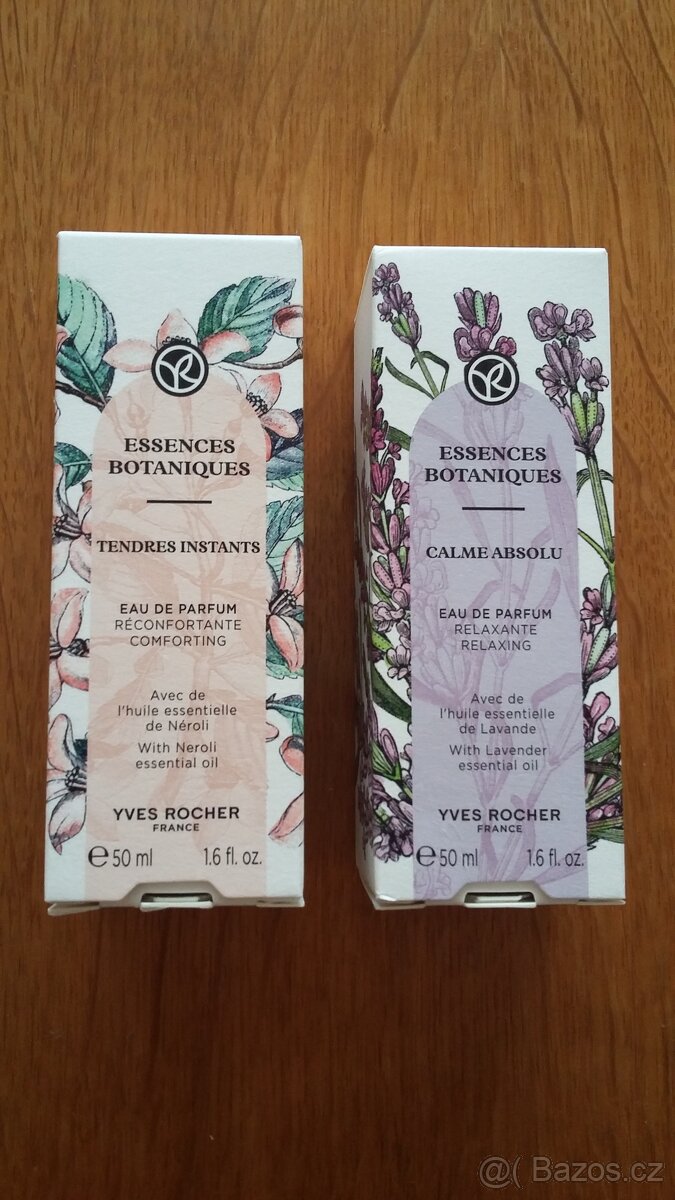 ESSENCES
BOTANIQUES
TENDRES INSTANTS
EAU DE PARFUM
RÉCONFORTANTE
COMFORTING
Avec de
l'huile essentielle
de Néroli
With Neroli
essential oil
YVES ROCHER
FRANCE
e 50 ml 1.6 fl. oz.
ESSENCES
BOTANIQUES
CALME ABSOLU
EAU DE PARFUM
RELAXANTE
RELAXING
Avec de
l'huile essentielle
de Lavande
With Lavender
essential oil
YVES ROCHER
FRANCE
e 50 ml 1.6 fl. oz.
@( Bazos.cz